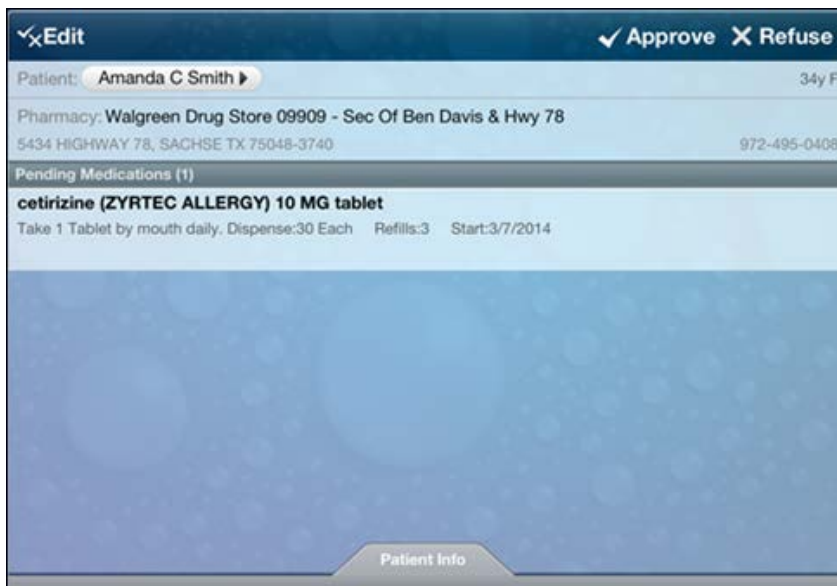 Edit Approve Refuse
Patient: Amanda C Smith 34y F
Pharmacy: Walgreen Drug Store 09909 - Sec Of Ben Davis & Hwy 78
5434 HIGHWAY 78, SACHSE TX 75048-3740 972-495-0408
Pending Medications (1)
cetirizine (ZYRTEC ALLERGY) 10 MG tablet
Take 1 Tablet by mouth daily. Dispense:30 Each Refills:3 Start:3/7/2014
Patient Info